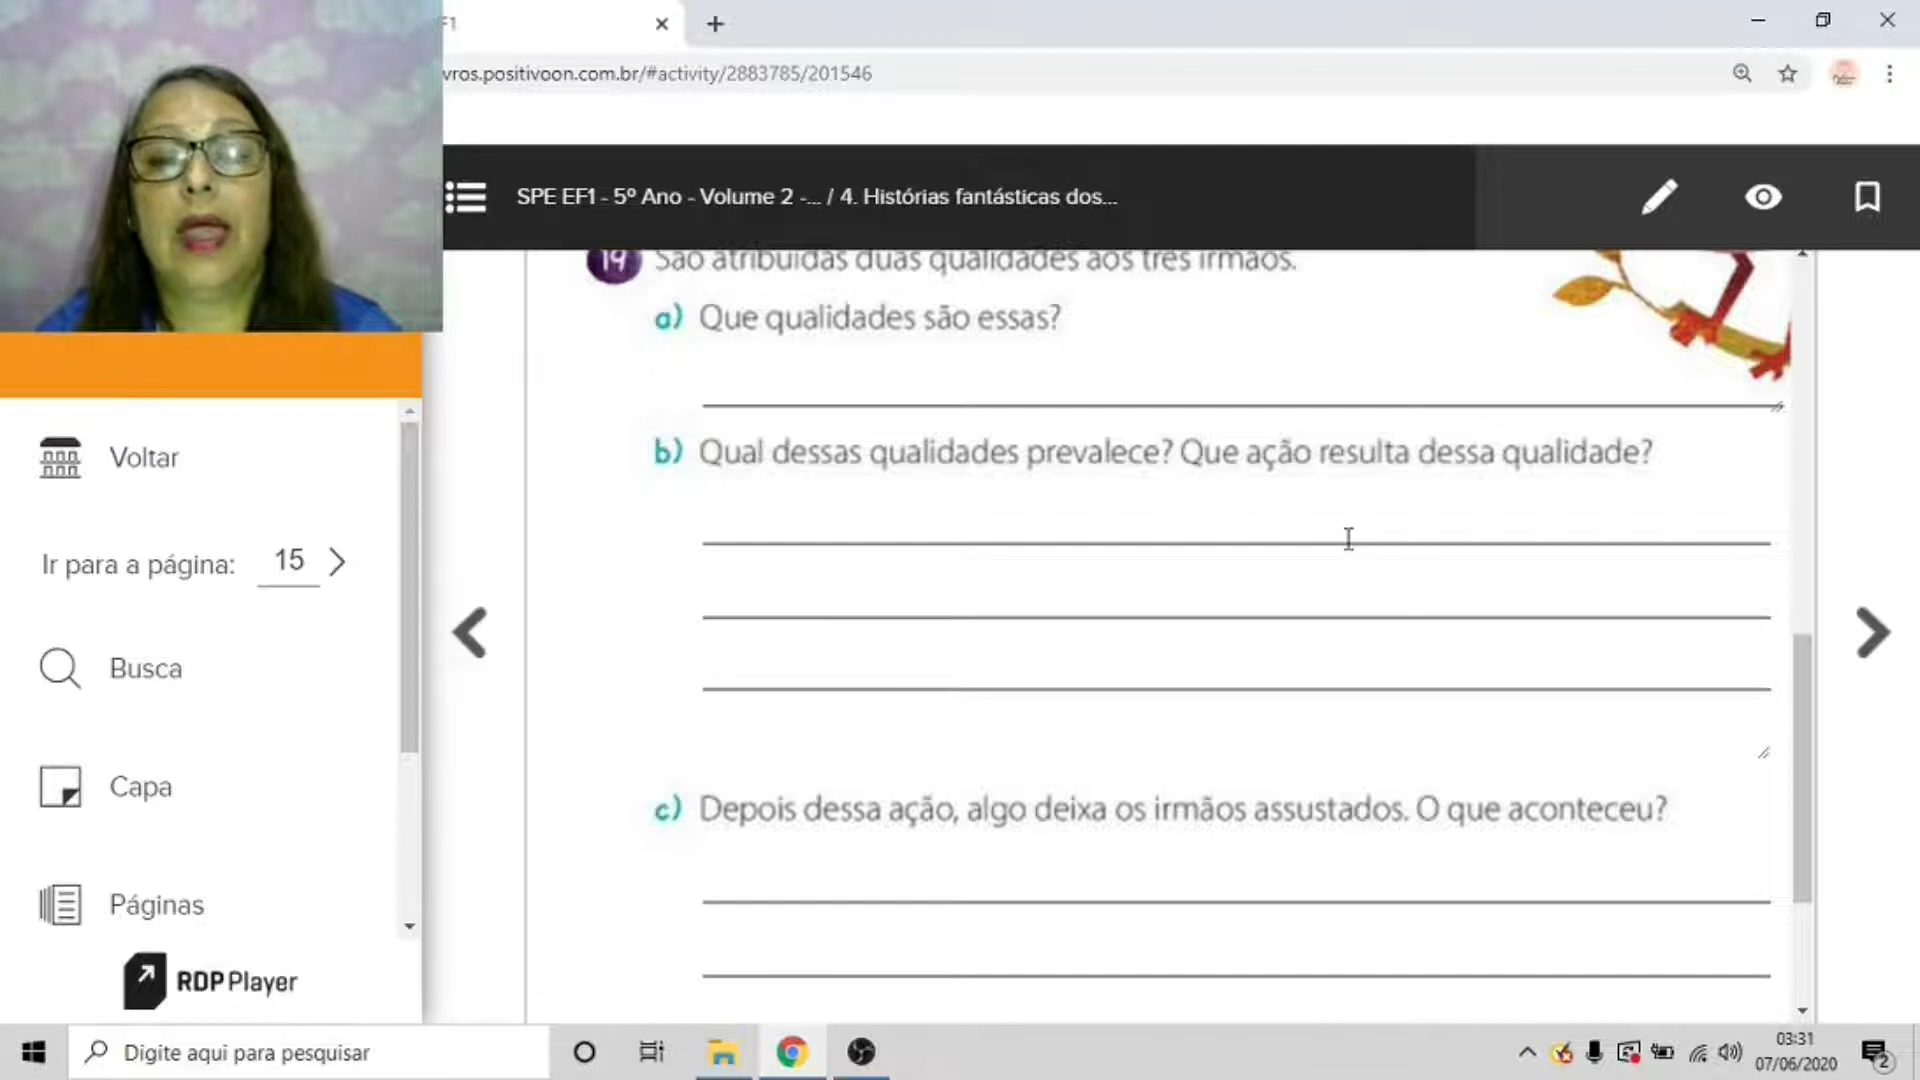 F1
vros.positivoon.com.br/#activity/2883785/201546
SPE EF1 - 5º Ano - Volume 2 -... / 4. Histórias fantásticas dos...
19 São atribuídas duas qualidades aos três irmãos.
a) Que qualidades são essas?
b) Qual dessas qualidades prevalece? Que ação resulta dessa qualidade?
c) Depois dessa ação, algo deixa os irmãos assustados. O que aconteceu?
Voltar
Ir para a página: 15
Busca
Capa
Páginas
RDP Player
Digite aqui para pesquisar
03:31
07/06/2020
2